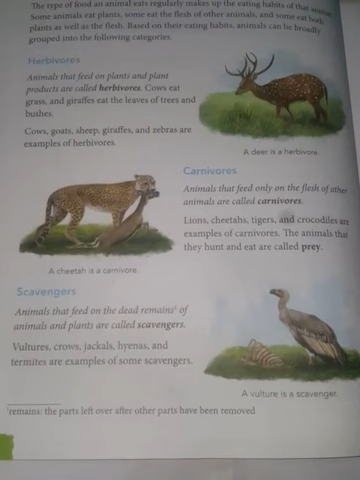 The type of food an animal eats regularly makes up the eating habits of that animal.
Some animals eat plants, some eat the flesh of other animals, and some eat both
plants as well as the flesh. Based on their eating habits, animals can be broadly
grouped into the following categories.
Herbivores
Animals that feed on plants and plant
products are called herbivores. Cows eat
grass, and giraffes eat the leaves of trees and
bushes.
Cows, goats, sheep, giraffes, and zebras are
examples of herbivores.
A deer is a herbivore.
Carnivores
Animals that feed only on the flesh of other
animals are called carnivores.
Lions, cheetahs, tigers, and crocodiles are
examples of carnivores. The animals that
they hunt and eat are called prey.
A cheetah is a carnivore.
Scavengers
Animals that feed on the dead remains¹ of
animals and plants are called scavengers.
Vultures, crows, jackals, hyenas, and
termites are examples of some scavengers.
A vulture is a scavenger.
¹remains: the parts left over after other parts have been removed